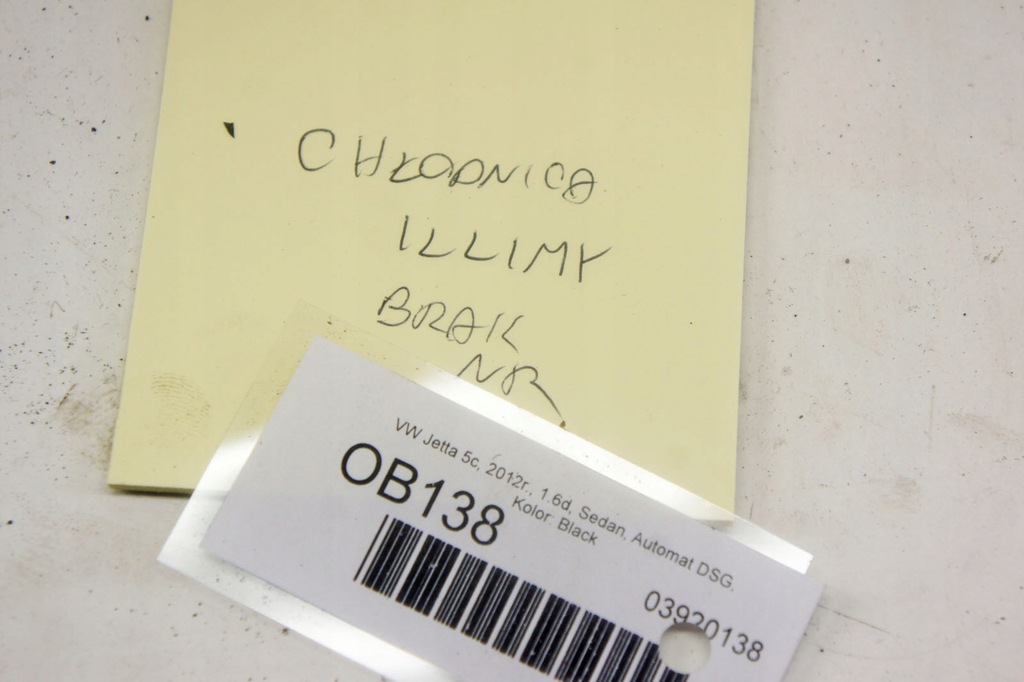 CHŁODNICA
ILLIMY
BRAK
NR
VW Jetta 5c, 2012r., 1.6d, Sedan, Automat DSG,
Kolor: Black
OB138
03920138